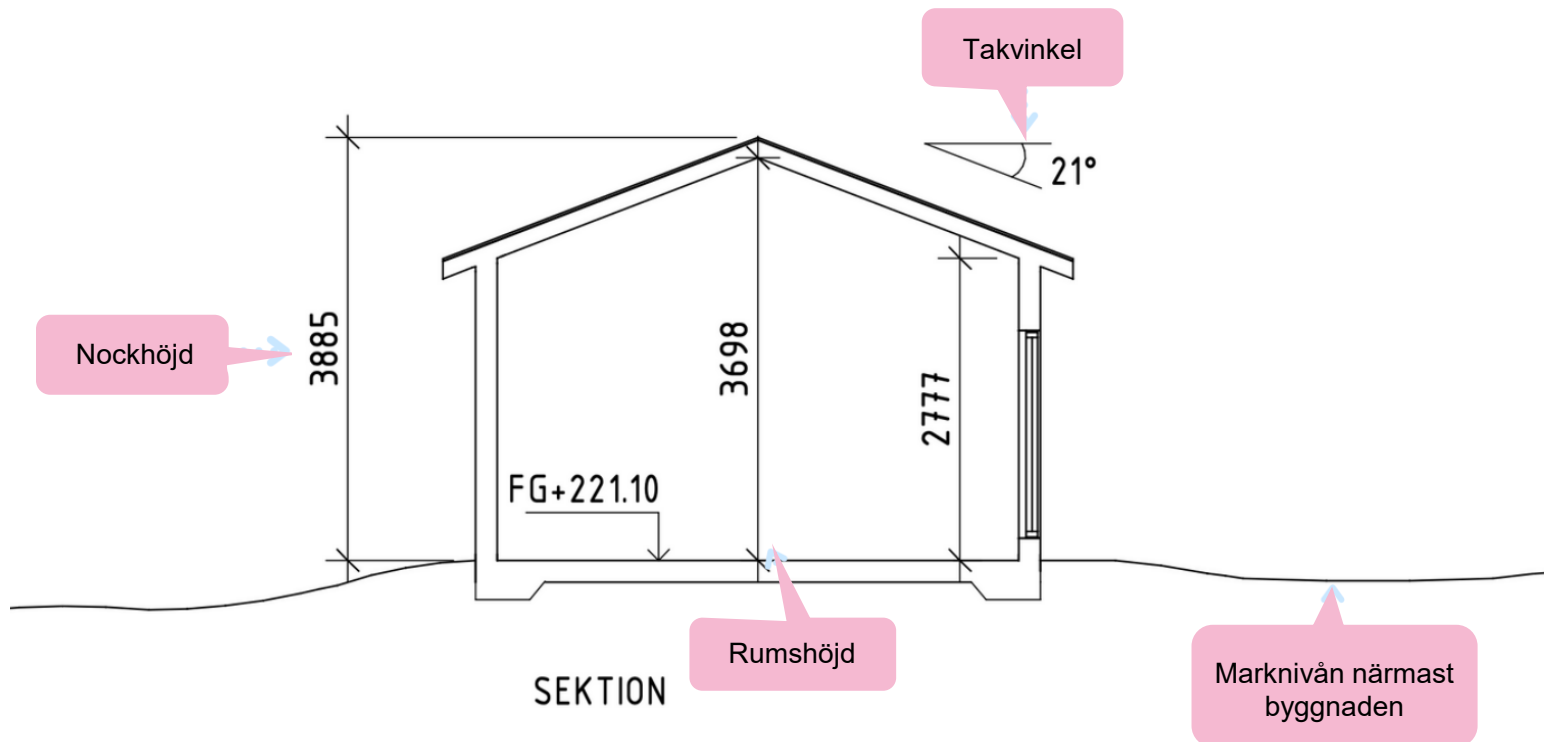 Takvinkel
21°
Nockhöjd
3885
3698
2777
FG+221.10
Rumshöjd
SEKTION
Marknivån närmast
byggnaden